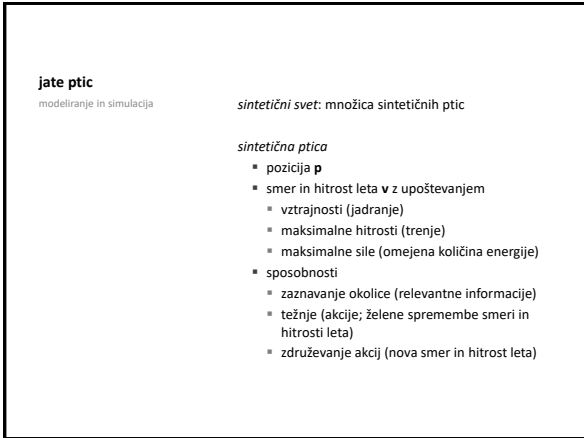 jate ptic
modeliranje in simulacija
sintetični svet: množica sintetičnih ptic
sintetična ptica
▪ pozicija p
▪ smer in hitrost leta v z upoštevanjem
▪ vztrajnosti (jadranje)
▪ maksimalne hitrosti (trenje)
▪ maksimalne sile (omejena količina energije)
▪ sposobnosti
▪ zaznavanje okolice (relevantne informacije)
▪ težnje (akcije; želene spremembe smeri in
hitrosti leta)
▪ združevanje akcij (nova smer in hitrost leta)